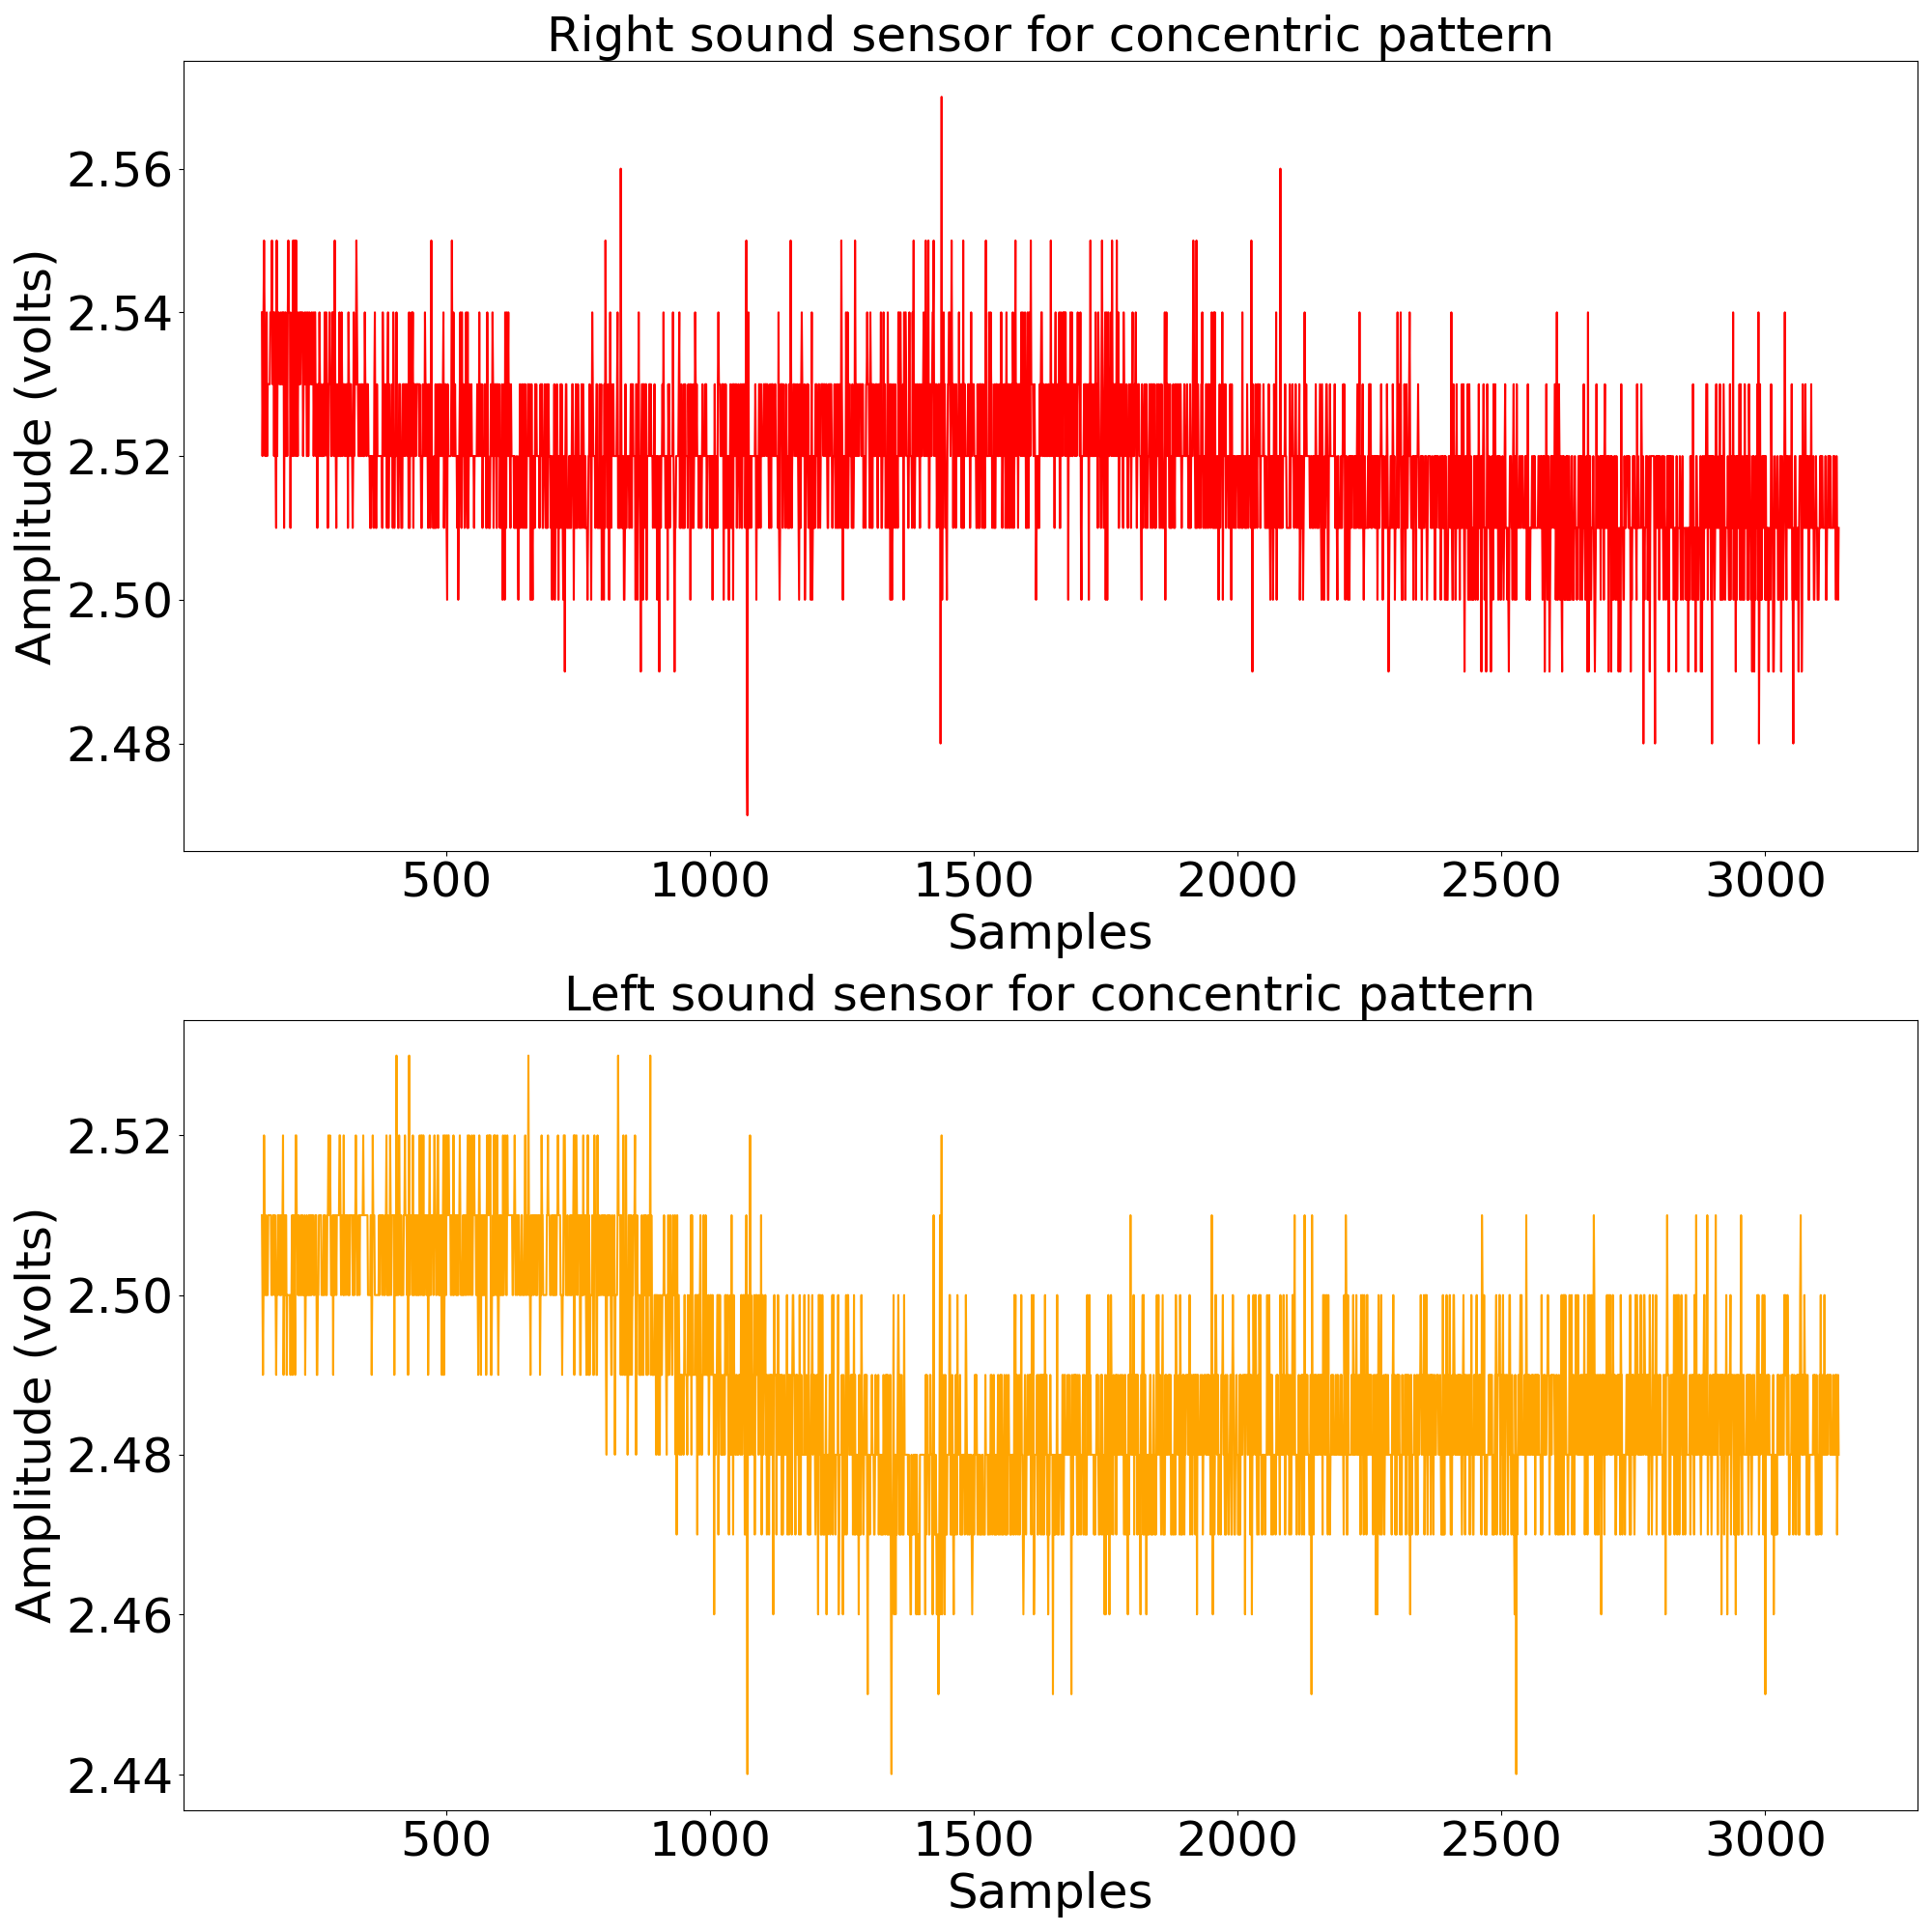 Right sound sensor for concentric pattern
Amplitude (volts)
2.56
2.54
2.52
2.50
2.48
500 1000 1500 2000 2500 3000
Samples
Left sound sensor for concentric pattern
Amplitude (volts)
2.52
2.50
2.48
2.46
2.44
500 1000 1500 2000 2500 3000
Samples